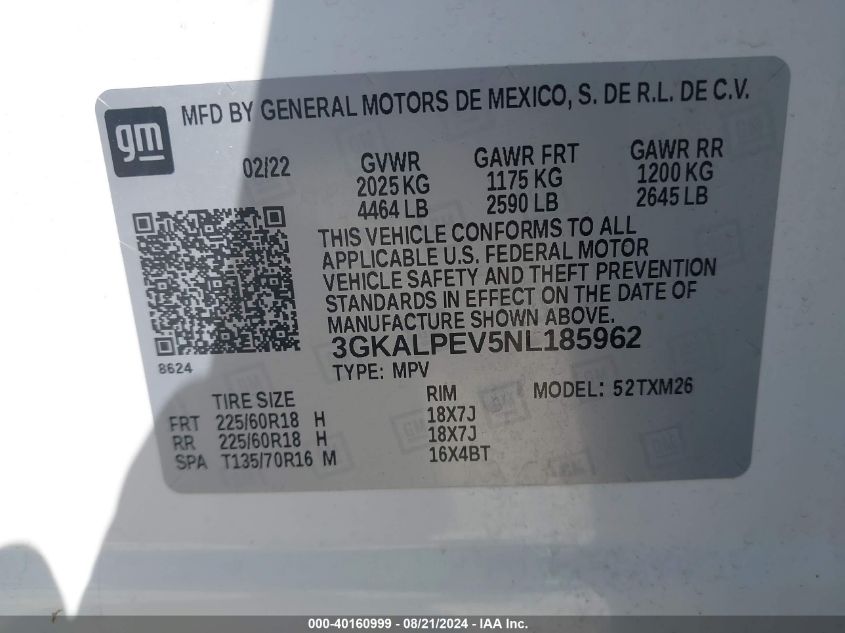 MFD BY GENERAL MOTORS DE MEXICO, S. DE R.L. DE C.V.
gm
02/22 GVWR GAWR FRT GAWR RR
2025 KG 1175 KG 1200 KG
4464 LB 2590 LB 2645 LB
THIS VEHICLE CONFORMS TO ALL
APPLICABLE U.S. FEDERAL MOTOR
VEHICLE SAFETY AND THEFT PREVENTION
STANDARDS IN EFFECT ON THE DATE OF
MANUFACTURE SHOWN ABOVE.
3GKALPEV5NL185962
8624
TYPE: MPV
TIRE SIZE RIM MODEL: 52TXM26
FRT 225/60R18 H 18X7J
RR 225/60R18 H 18X7J
SPA T135/70R16 M 16X4BT
000-40160999 — 08/21/2024 — IAA Inc.